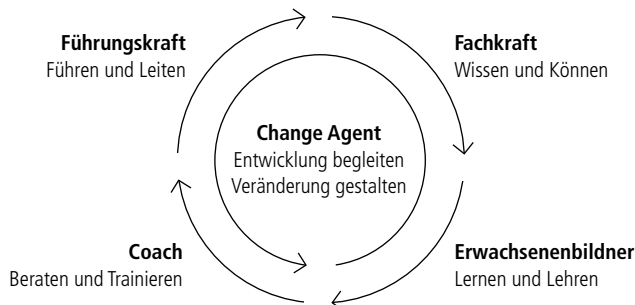 Führungskraft
Führen und Leiten
Fachkraft
Wissen und Können
Change Agent
Entwicklung begleiten
Veränderung gestalten
Coach
Beraten und Trainieren
Erwachsenenbildner
Lernen und Lehren